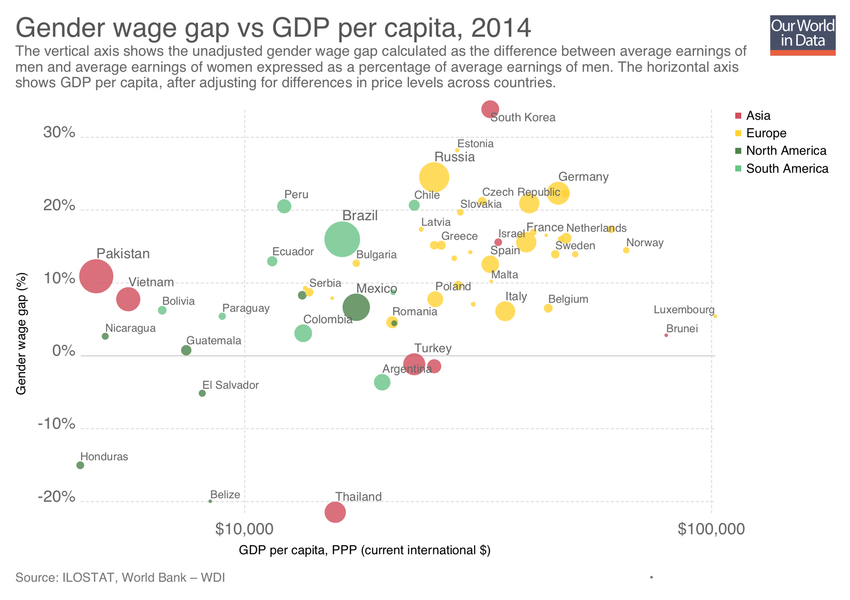 Gender wage gap vs GDP per capita, 2014
Our World
in Data
The vertical axis shows the unadjusted gender wage gap calculated as the difference between average earnings of
men and average earnings of women expressed as a percentage of average earnings of men. The horizontal axis
shows GDP per capita, after adjusting for differences in price levels across countries.
Asia
Europe
North America
South America
Gender wage gap (%)
30%
20%
10%
0%
-10%
-20%
South Korea
Estonia
Russia
Germany
Peru
Chile
Czech Republic
Slovakia
Brazil
Latvia
Greece
Israel
France
Netherlands
Pakistan
Ecuador
Bulgaria
Spain
Sweden
Norway
Vietnam
Serbia
Mexico
Poland
Malta
Bolivia
Paraguay
Colombia
Romania
Italy
Belgium
Luxembourg
Nicaragua
Guatemala
Brunei
Turkey
Argentina
El Salvador
Honduras
Belize
Thailand
$10,000
$100,000
GDP per capita, PPP (current international $)
Source: ILOSTAT, World Bank – WDI